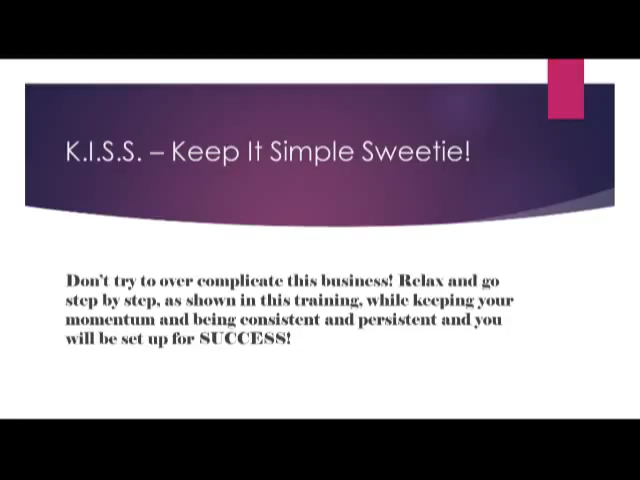 K.I.S.S. – Keep It Simple Sweetie!
Don't try to over complicate this business! Relax and go
step by step, as shown in this training, while keeping your
momentum and being consistent and persistent and you
will be set up for SUCCESS!